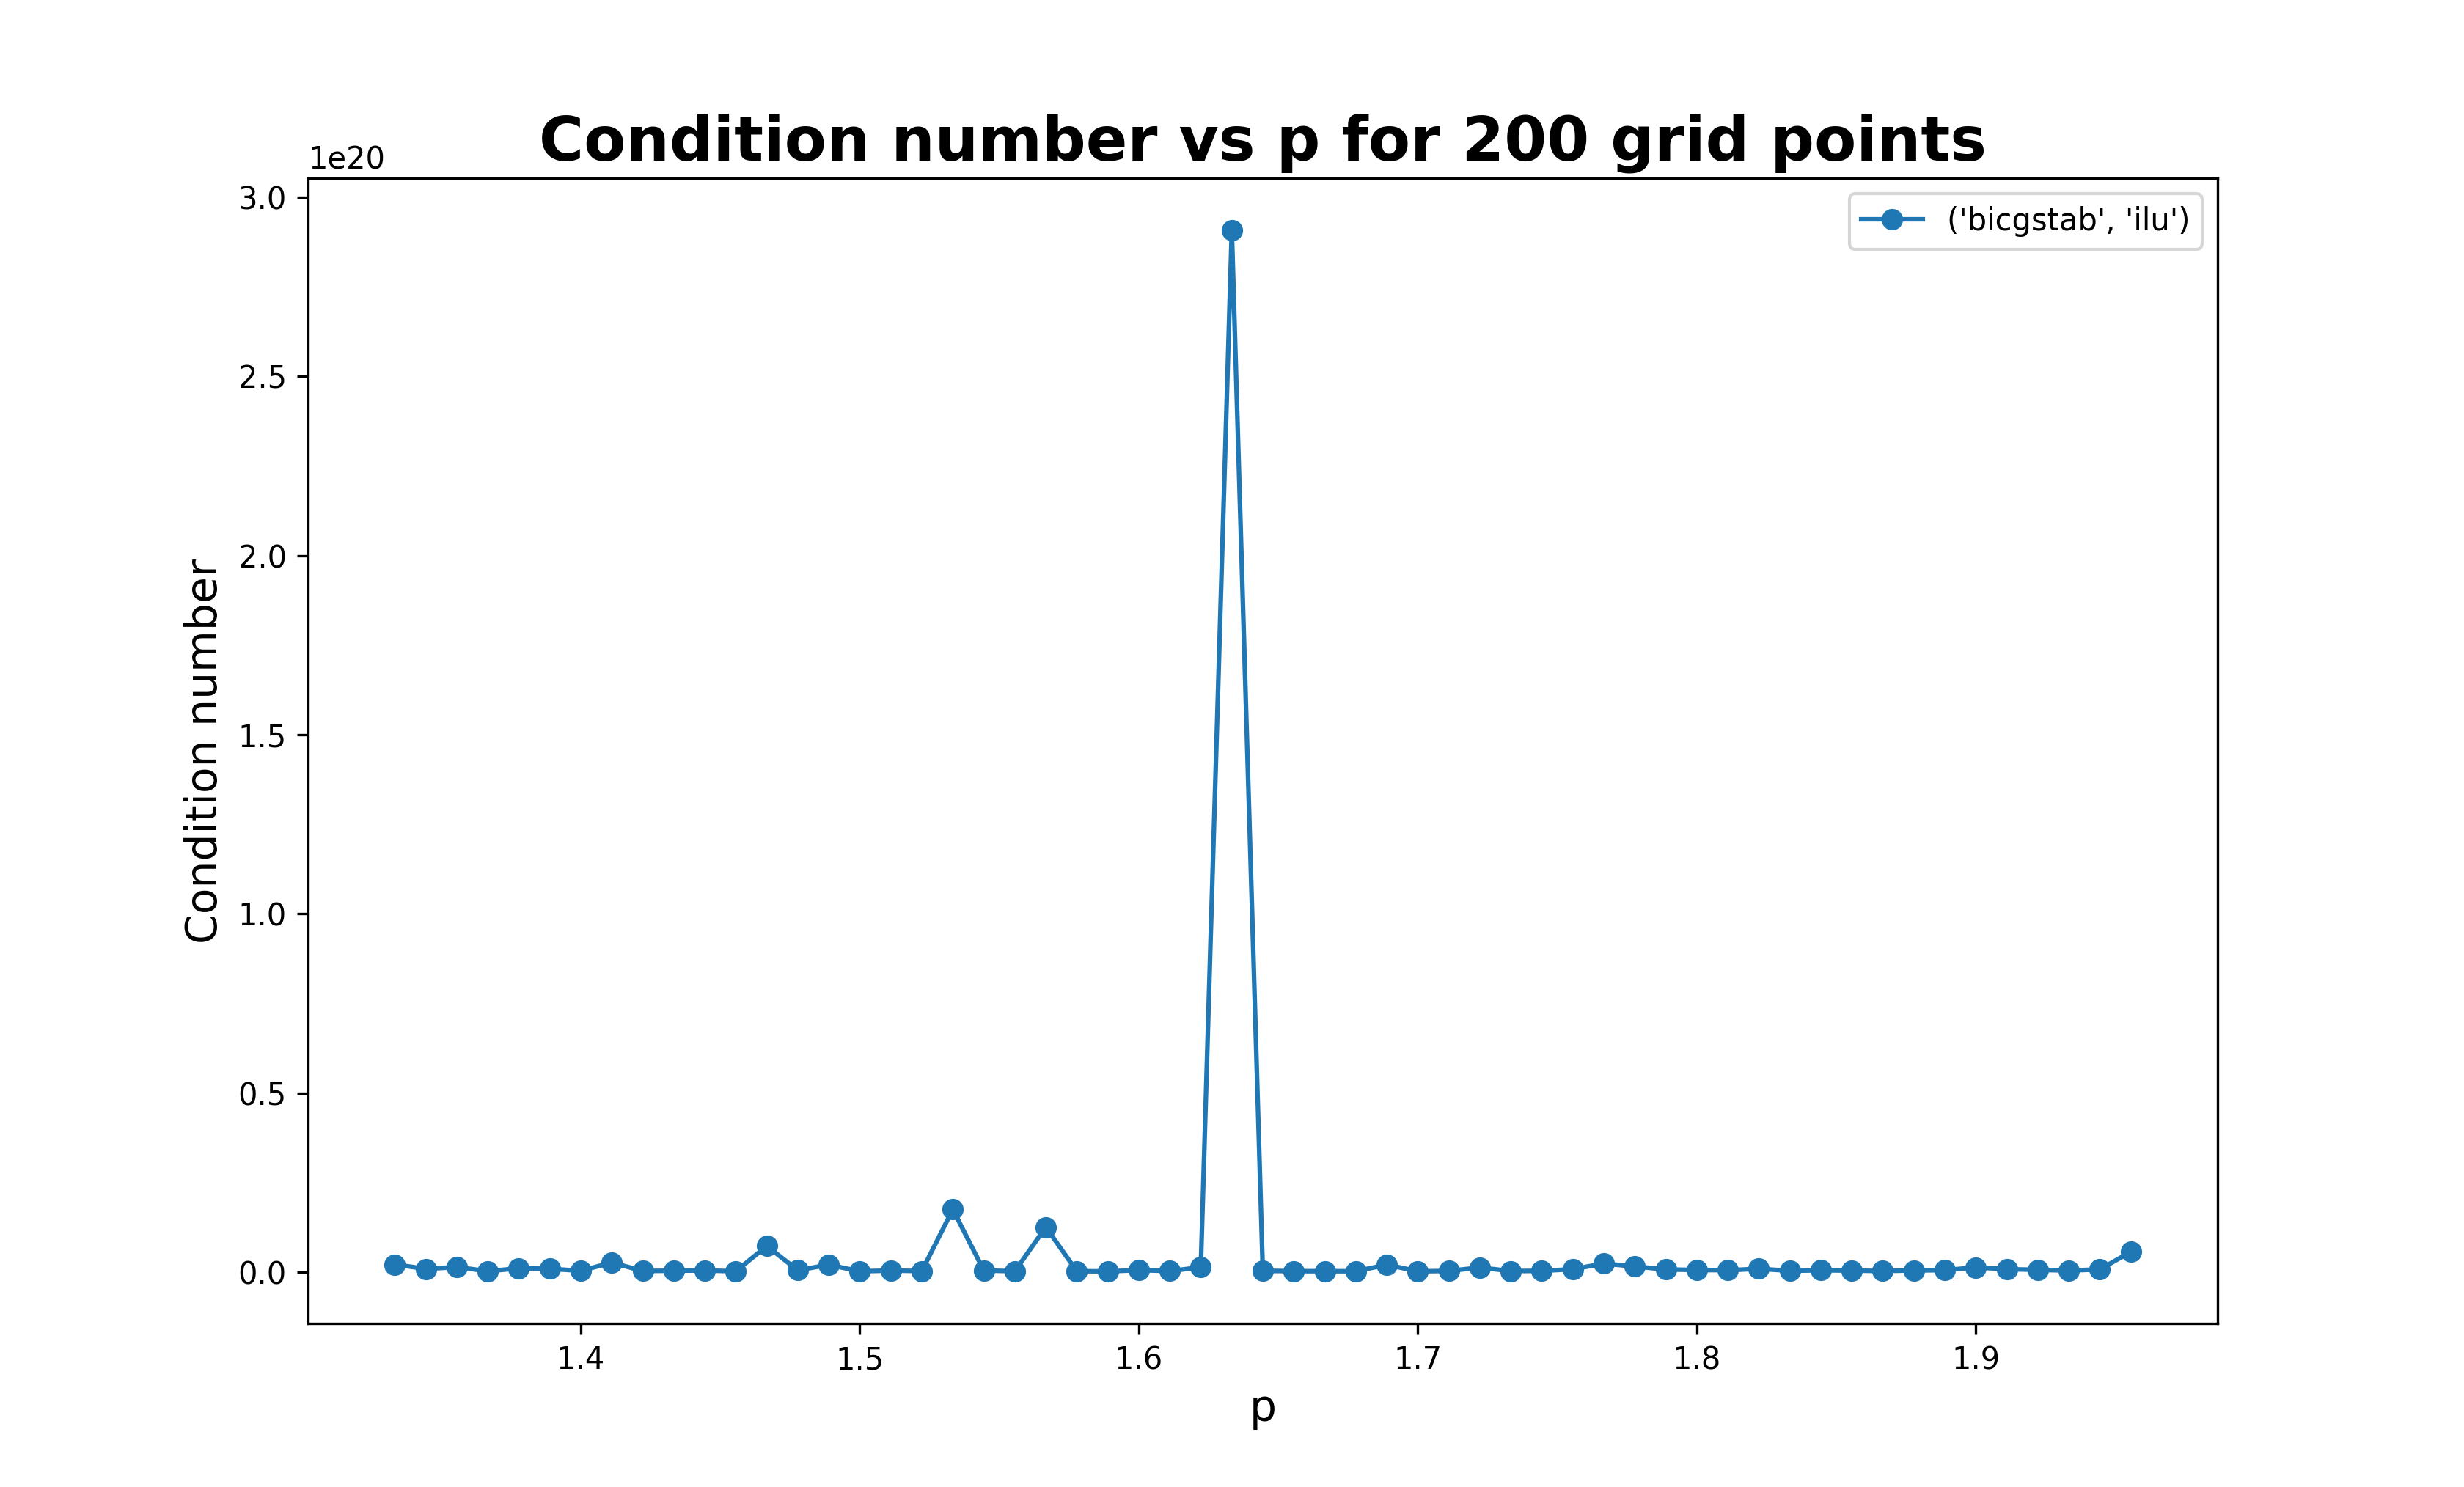 Condition number vs p for 200 grid points
1e20
('bicgstab', 'ilu')
3.0
2.5
2.0
1.5
1.0
0.5
0.0
Condition number
1.4 1.5 1.6 1.7 1.8 1.9
p